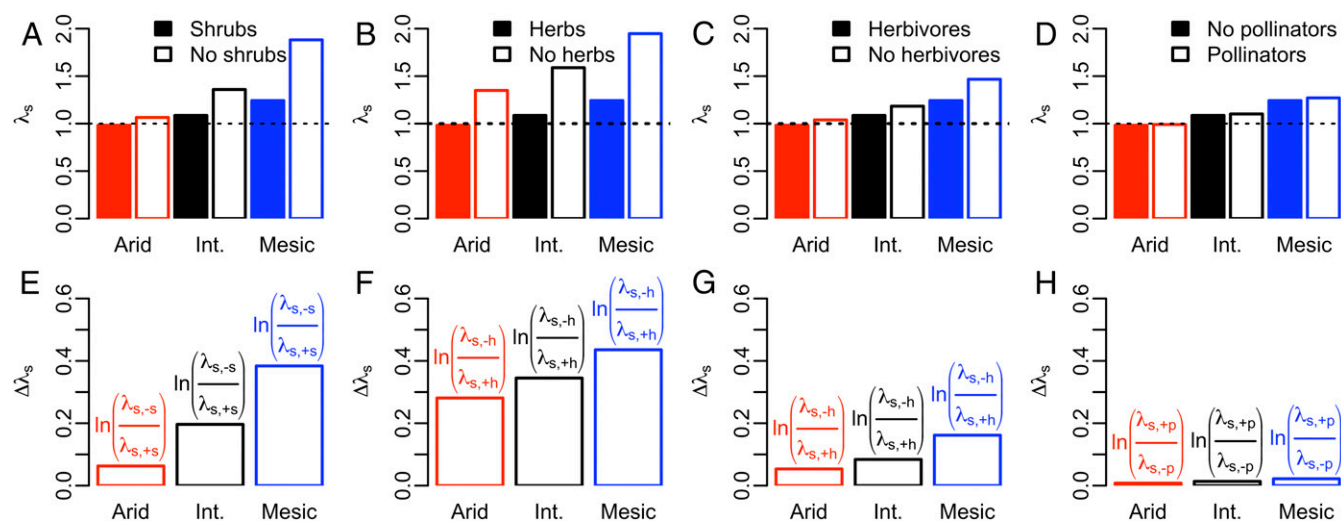 A
Shrubs
No shrubs
λs
0.0 0.5 1.0 1.5 2.0
Arid Int. Mesic
B
Herbs
No herbs
λs
0.0 0.5 1.0 1.5 2.0
Arid Int. Mesic
C
Herbivores
No herbivores
λs
0.0 0.5 1.0 1.5 2.0
Arid Int. Mesic
D
No pollinators
Pollinators
λs
0.0 0.5 1.0 1.5 2.0
Arid Int. Mesic
E
Δλs
0.0 0.2 0.4 0.6
ln(λs,-s/λs,+s)
ln(λs,-s/λs,+s)
ln(λs,-s/λs,+s)
Arid Int. Mesic
F
Δλs
0.0 0.2 0.4 0.6
ln(λs,-h/λs,+h)
ln(λs,-h/λs,+h)
ln(λs,-h/λs,+h)
Arid Int. Mesic
G
Δλs
0.0 0.2 0.4 0.6
ln(λs,-h/λs,+h)
ln(λs,-h/λs,+h)
ln(λs,-h/λs,+h)
Arid Int. Mesic
H
Δλs
0.0 0.2 0.4 0.6
ln(λs,+p/λs,-p)
ln(λs,+p/λs,-p)
ln(λs,+p/λs,-p)
Arid Int. Mesic